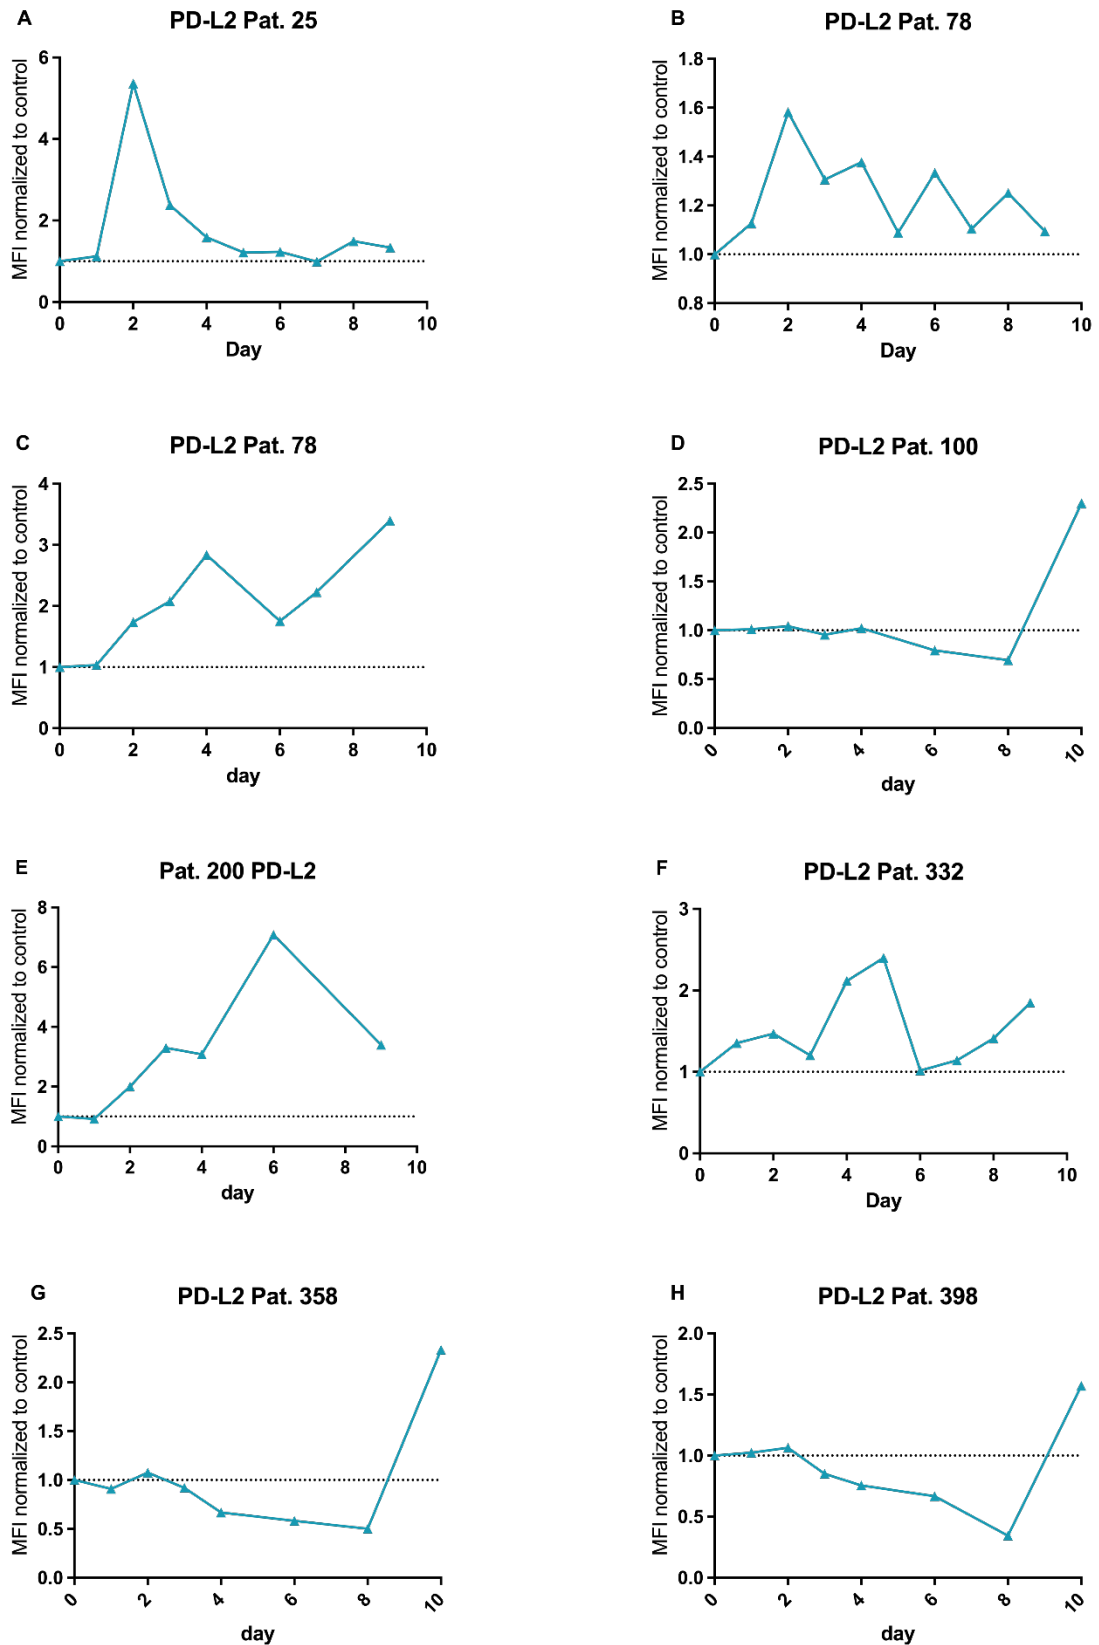 A
PD-L2 Pat. 25
MFI normalized to control
6
4
2
0
0 2 4 6 8 10
Day
B
PD-L2 Pat. 78
MFI normalized to control
1.8
1.6
1.4
1.2
1.0
0.8
0 2 4 6 8 10
Day
C
PD-L2 Pat. 78
MFI normalized to control
4
3
2
1
0
0 2 4 6 8 10
day
D
PD-L2 Pat. 100
MFI normalized to control
2.5
2.0
1.5
1.0
0.5
0.0
0 2 4 6 8 10
day
E
Pat. 200 PD-L2
MFI normalized to control
8
6
4
2
0
0 2 4 6 8 10
day
F
PD-L2 Pat. 332
MFI normalized to control
3
2
1
0
0 2 4 6 8 10
Day
G
PD-L2 Pat. 358
MFI normalized to control
2.5
2.0
1.5
1.0
0.5
0.0
0 2 4 6 8 10
day
H
PD-L2 Pat. 398
MFI normalized to control
2.0
1.5
1.0
0.5
0.0
0 2 4 6 8 10
day